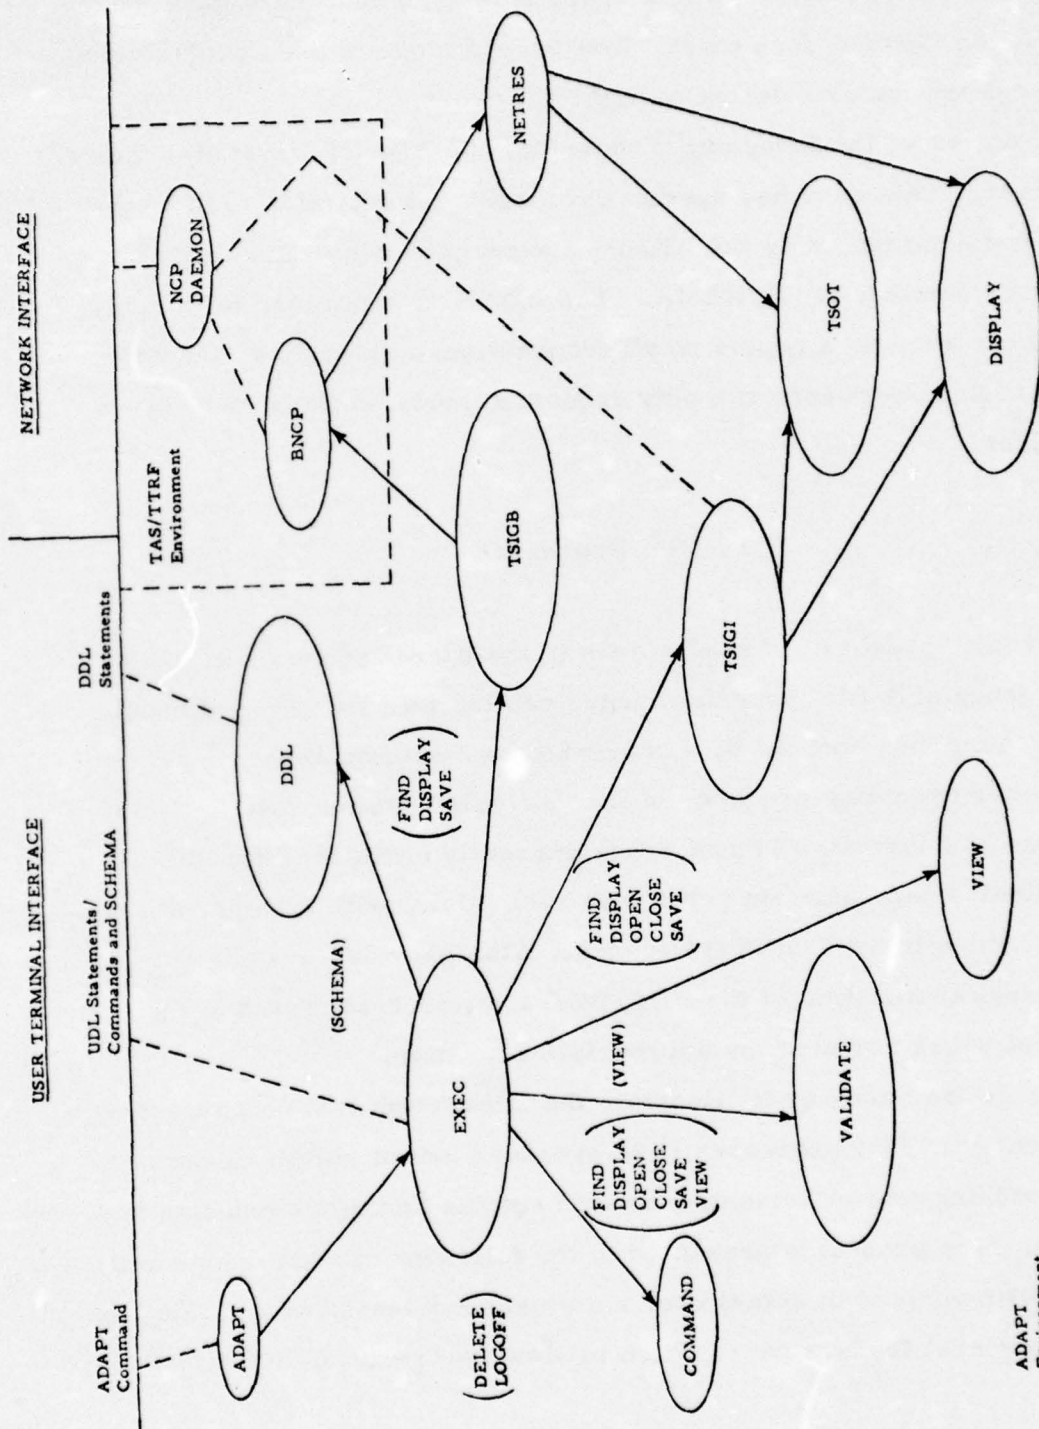 USER TERMINAL INTERFACE
NETWORK INTERFACE
ADAPT
Command
UDL Statements/
Commands and SCHEMA
DDL
Statements
TAS/TTRF
Environment
NCP
DAEMON
ADAPT
DDL
BNCP
(SCHEMA)
FIND
DISPLAY
SAVE
EXEC
TSIGB
NETRES
DELETE
LOGOFF
FIND
DISPLAY
OPEN
CLOSE
SAVE
VIEW
(VIEW)
FIND
DISPLAY
OPEN
CLOSE
SAVE
COMMAND
TSIGI
TSOT
VALIDATE
VIEW
DISPLAY
ADAPT